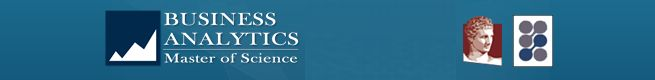 BUSINESS
ANALYTICS
Master of Science